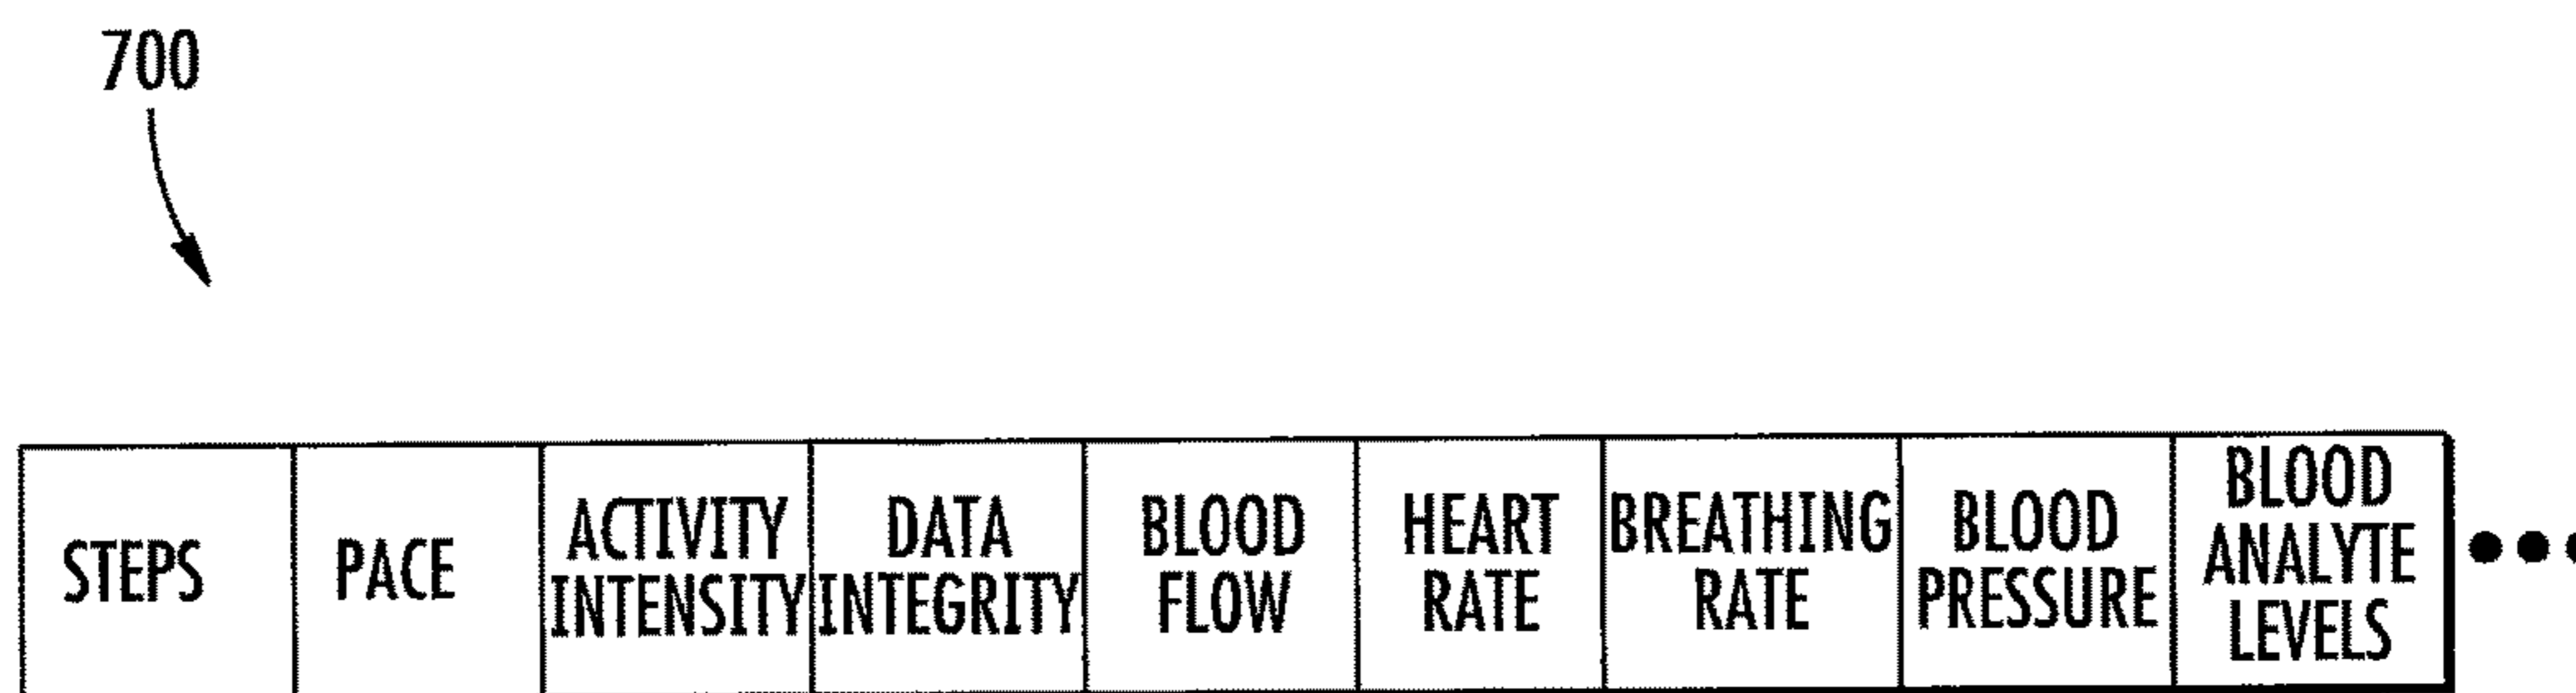 700
STEPS
PACE
ACTIVITY
INTENSITY
DATA
INTEGRITY
BLOOD
FLOW
HEART
RATE
BREATHING
RATE
BLOOD
PRESSURE
BLOOD
ANALYTE
LEVELS